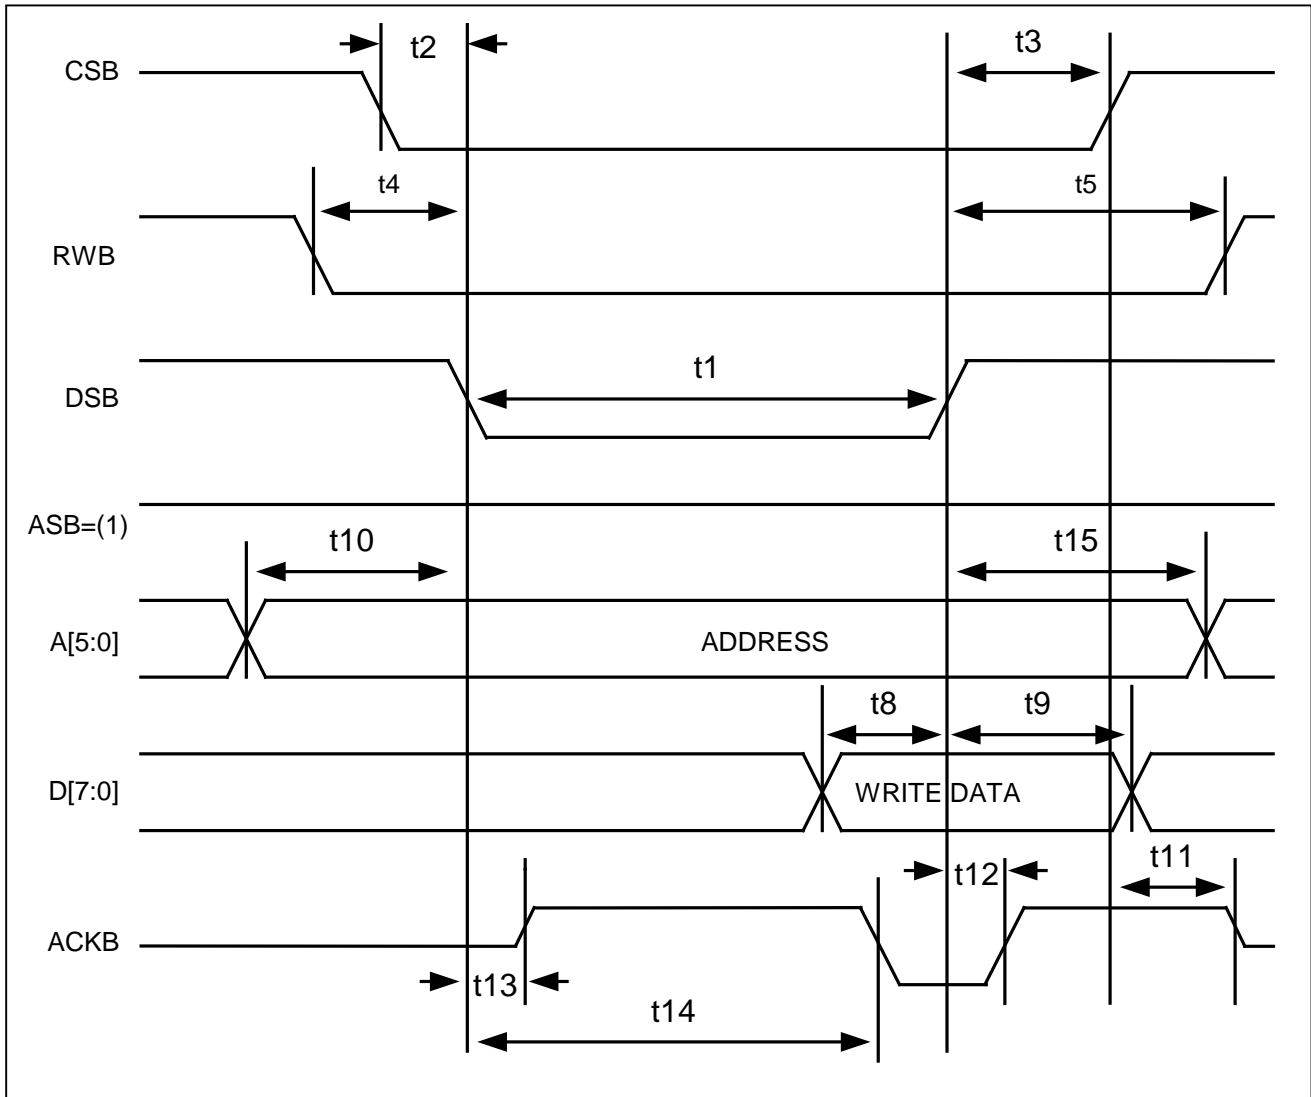 t2
t3
CSB
t4
t5
RWB
t1
DSB
ASB=(1)
t10
t15
A[5:0]
ADDRESS
t8
t9
D[7:0]
WRITE DATA
t12
t11
ACKB
t13
t14